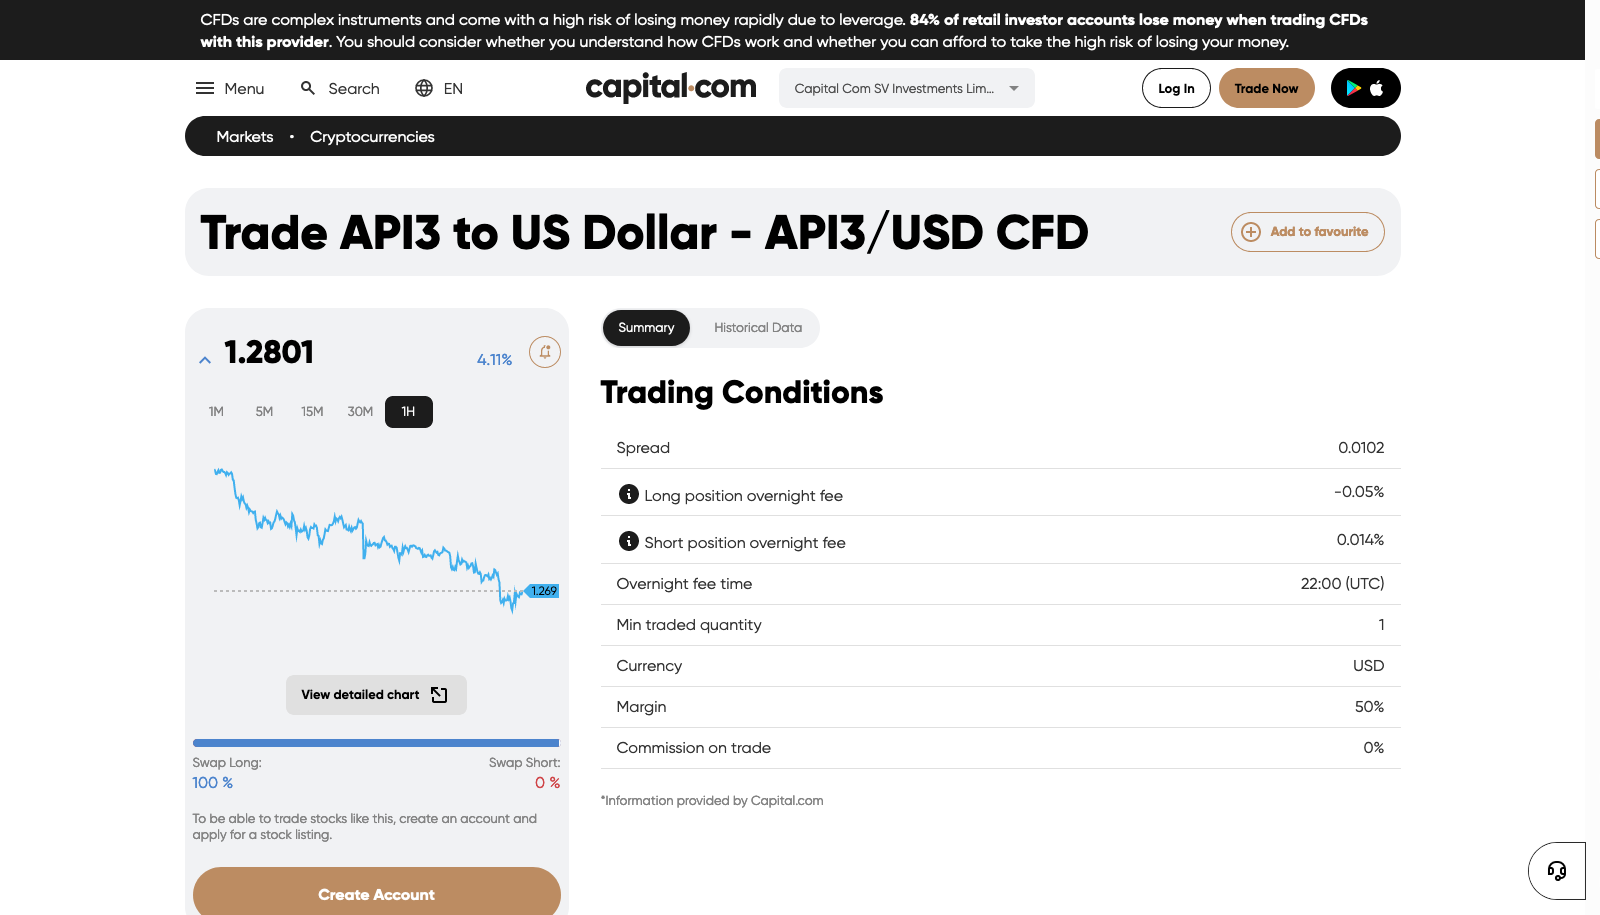 CFDs are complex instruments and come with a high risk of losing money rapidly due to leverage. 84% of retail investor accounts lose money when trading CFDs
with this provider. You should consider whether you understand how CFDs work and whether you can afford to take the high risk of losing your money.
Menu Search EN capital.com Capital Com SV Investments Lim... Log In Trade Now
Markets • Cryptocurrencies
Trade API3 to US Dollar - API3/USD CFD
Add to favourite
1.2801
4.11%
1M 5M 15M 30M 1H
1.269
View detailed chart
Swap Long: Swap Short:
100 % 0 %
To be able to trade stocks like this, create an account and
apply for a stock listing.
Create Account
Summary Historical Data
Trading Conditions
Spread 0.0102
Long position overnight fee -0.05%
Short position overnight fee 0.014%
Overnight fee time 22:00 (UTC)
Min traded quantity 1
Currency USD
Margin 50%
Commission on trade 0%
*Information provided by Capital.com